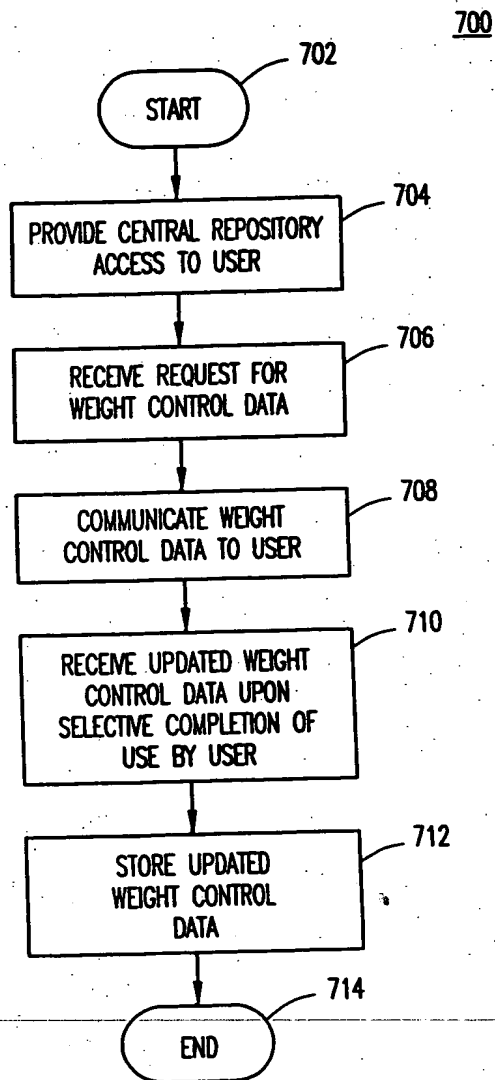 700
702
START
704
PROVIDE CENTRAL REPOSITORY
ACCESS TO USER
706
RECEIVE REQUEST FOR
WEIGHT CONTROL DATA
708
COMMUNICATE WEIGHT
CONTROL DATA TO USER
710
RECEIVE UPDATED WEIGHT
CONTROL DATA UPON
SELECTIVE COMPLETION OF
USE BY USER
712
STORE UPDATED
WEIGHT CONTROL
DATA
714
END